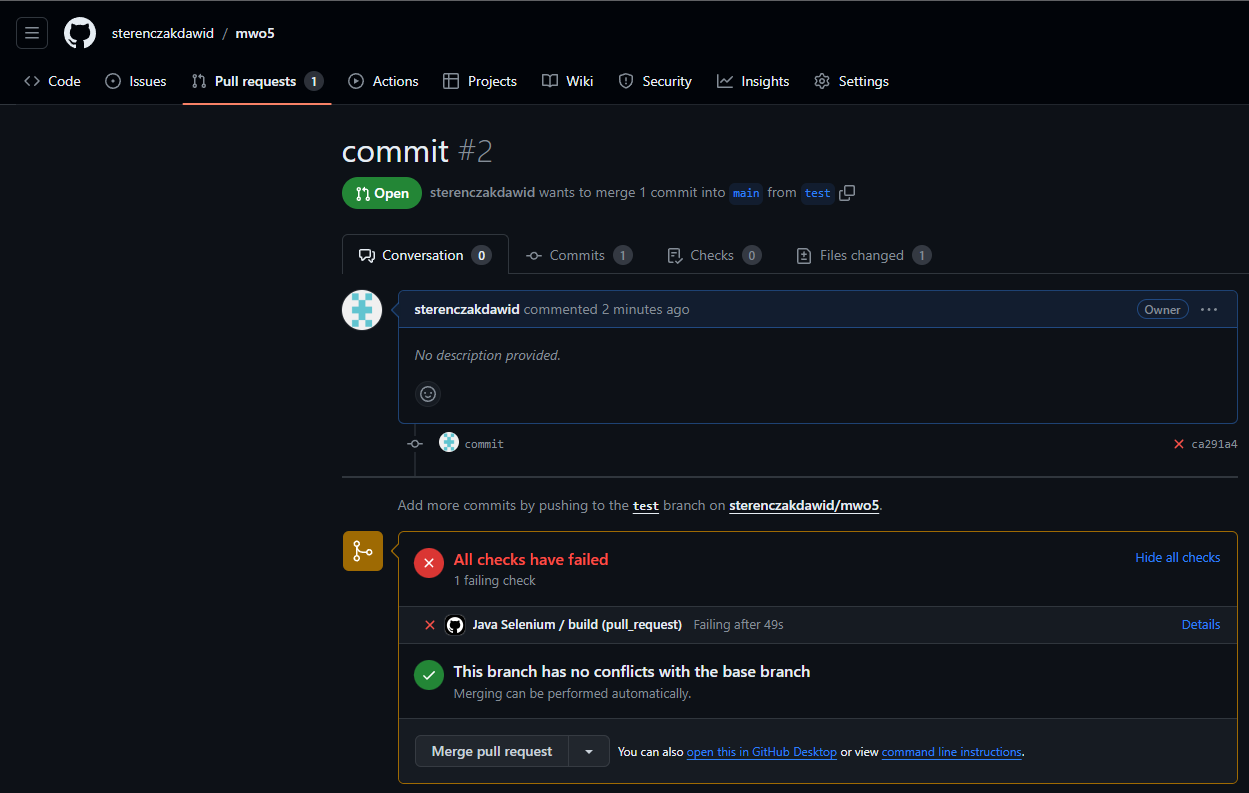 sterenczakdawid / mwo5
Code Issues Pull requests 1 Actions Projects Wiki Security Insights Settings
commit #2
Open sterenczakdawid wants to merge 1 commit into main from test
Conversation 0 Commits 1 Checks 0 Files changed 1
sterenczakdawid commented 2 minutes ago Owner ...
No description provided.
commit ca291a4
Add more commits by pushing to the test branch on sterenczakdawid/mwo5.
All checks have failed Hide all checks
1 failing check
Java Selenium / build (pull_request) Failing after 49s Details
This branch has no conflicts with the base branch
Merging can be performed automatically.
Merge pull request You can also open this in GitHub Desktop or view command line instructions.